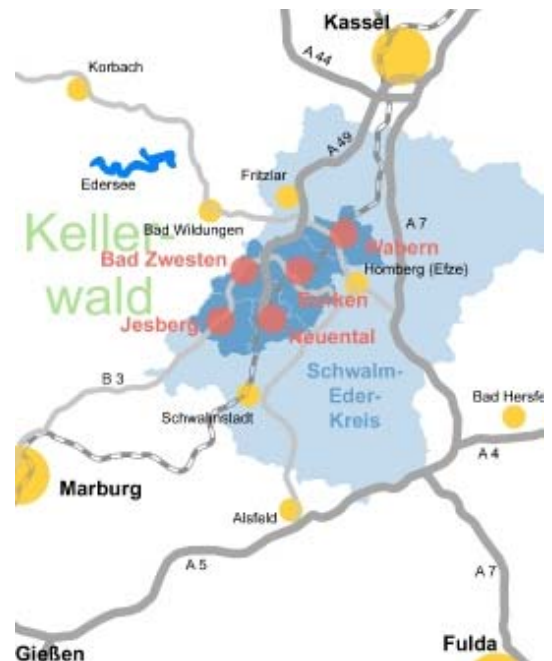 Kassel
A 44
Korbach
A 49
Edersee
Fritzlar
Bad Wildungen
A 7
Keller-
wald
Wabern
Bad Zwesten
Homberg (Efze)
Borken
Jesberg
Neuental
B 3
Schwalm-
Eder-
Kreis
Schwalmstadt
Bad Hersfe
A 4
Marburg
Alsfeld
A 5
A 7
Gießen
Fulda